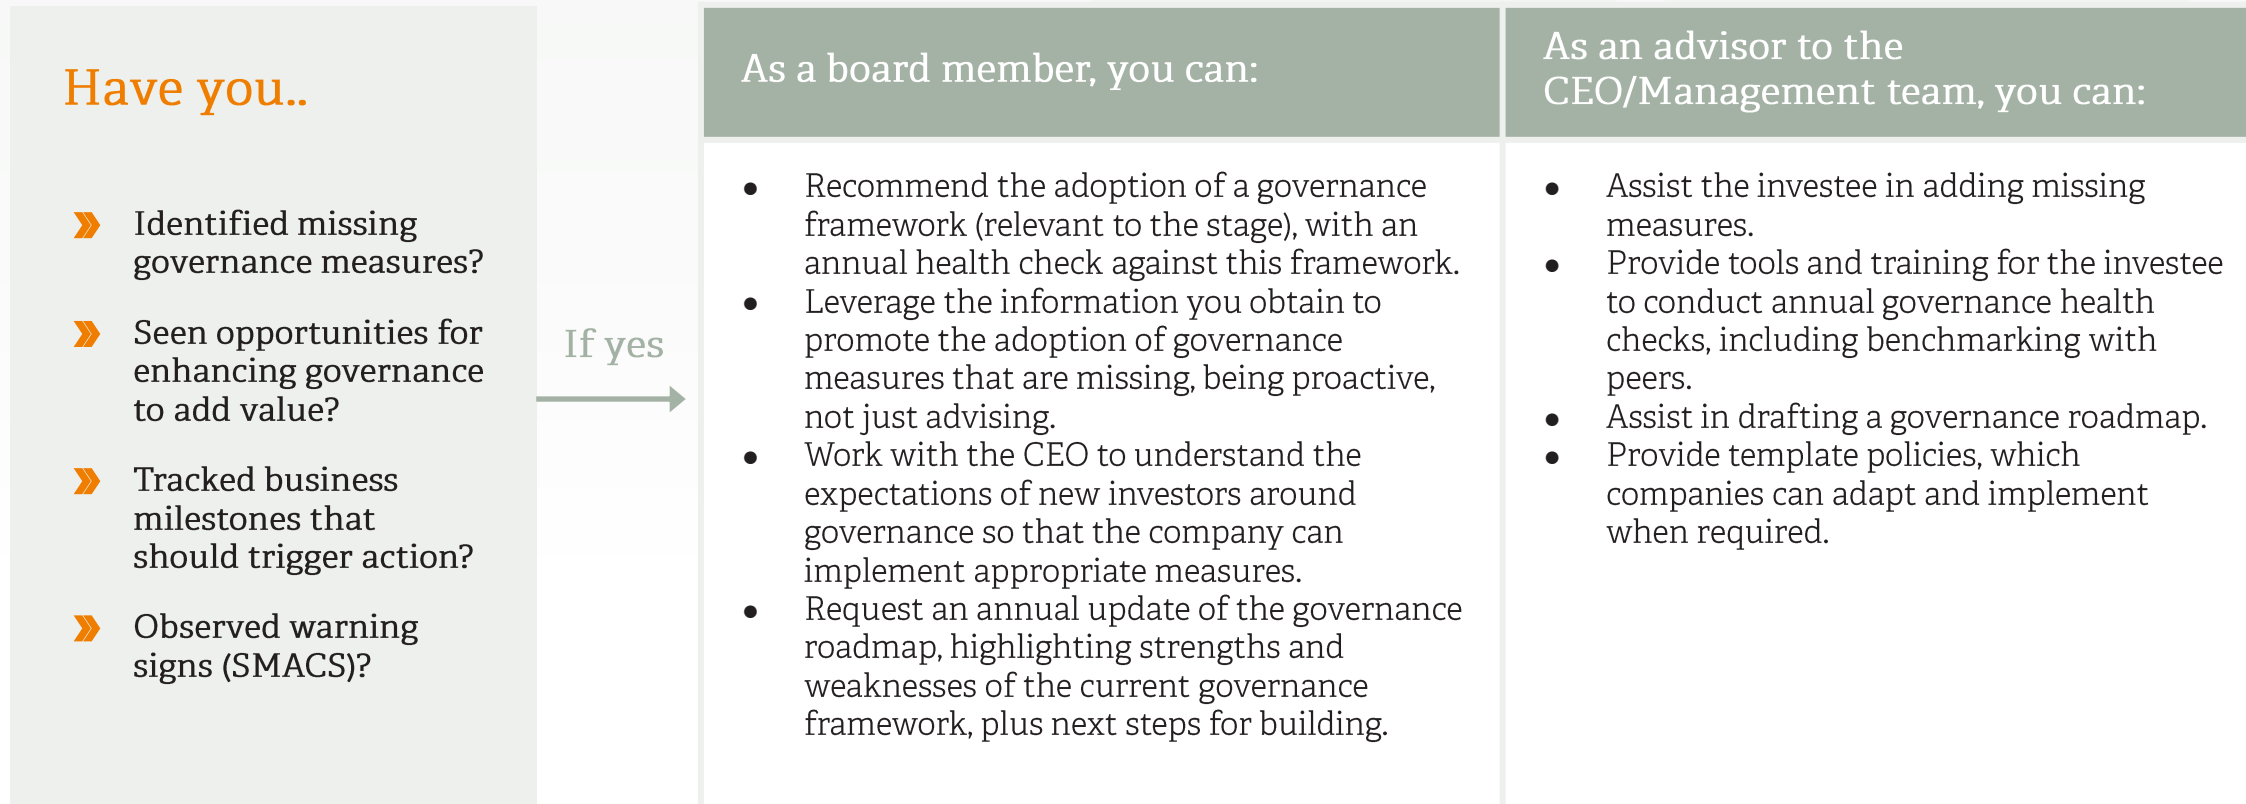 Have you..
» Identified missing
governance measures?
» Seen opportunities for
enhancing governance
to add value?
» Tracked business
milestones that
should trigger action?
» Observed warning
signs (SMACS)?
If yes
As a board member, you can:
● Recommend the adoption of a governance
framework (relevant to the stage), with an
annual health check against this framework.
● Leverage the information you obtain to
promote the adoption of governance
measures that are missing, being proactive,
not just advising.
● Work with the CEO to understand the
expectations of new investors around
governance so that the company can
implement appropriate measures.
● Request an annual update of the governance
roadmap, highlighting strengths and
weaknesses of the current governance
framework, plus next steps for building.
As an advisor to the
CEO/Management team, you can:
● Assist the investee in adding missing
measures.
● Provide tools and training for the investee
to conduct annual governance health
checks, including benchmarking with
peers.
● Assist in drafting a governance roadmap.
● Provide template policies, which
companies can adapt and implement
when required.